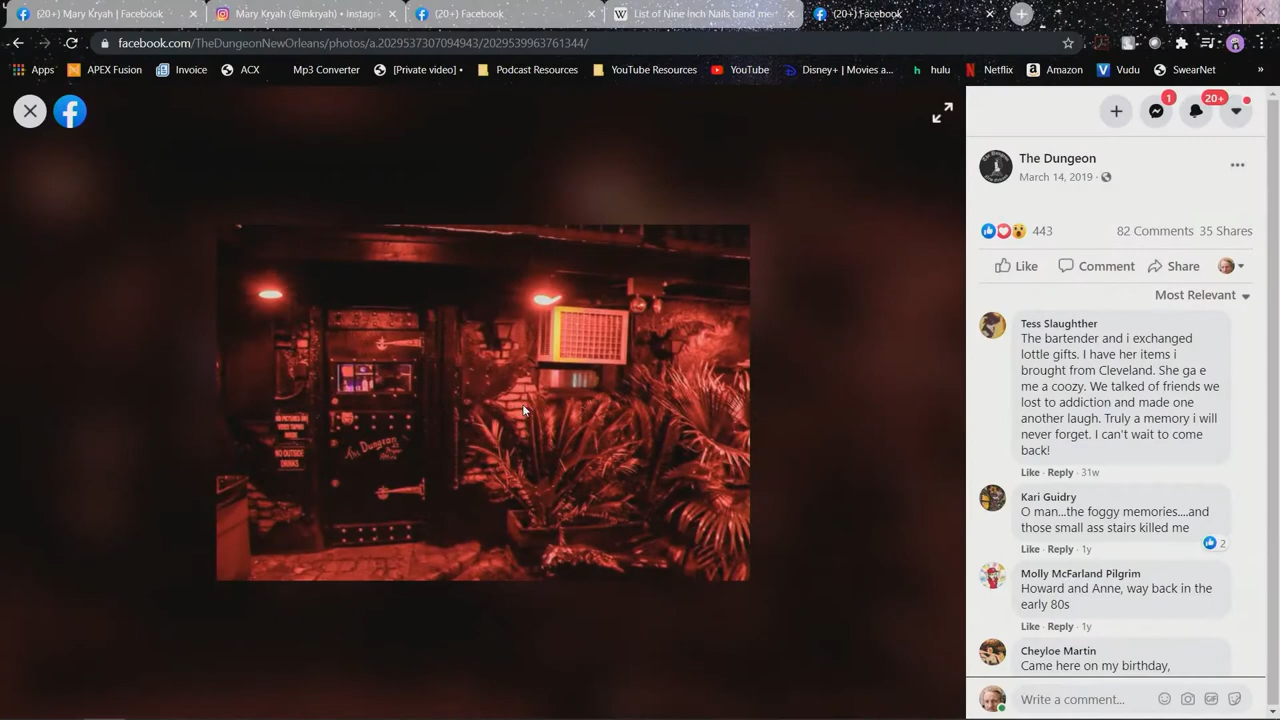 (20+) Mary Kryah | Facebook
Mary Kryah (@mkryah) • Instagr
(20+) Facebook
List of Nine Inch Nails band me
(20+) Facebook
facebook.com/TheDungeonNewOrleans/photos/a.2029537307094943/2029539963761344/
Apps
APEX Fusion
Invoice
ACX
Mp3 Converter
[Private video] •
Podcast Resources
YouTube Resources
YouTube
Disney+ | Movies a...
hulu
Netflix
Amazon
Vudu
SwearNet
»
1
20+
The Dungeon
March 14, 2019 ·
443
82 Comments
35 Shares
Like
Comment
Share
Most Relevant
Tess Slaughther
The bartender and i exchanged
lottle gifts. I have her items i
brought from Cleveland. She ga e
me a coozy. We talked of friends we
lost to addiction and made one
another laugh. Truly a memory i will
never forget. I can't wait to come
back!
Like · Reply · 31w
Kari Guidry
O man...the foggy memories....and
those small ass stairs killed me
2
Like · Reply · 1y
Molly McFarland Pilgrim
Howard and Anne, way back in the
early 80s
Like · Reply · 1y
Cheyloe Martin
Came here on my birthday,
Write a comment...
GIF
NO PICTURES OR
VIDEO TAPING
INSIDE
NO OUTSIDE
DRINKS
The Dungeon